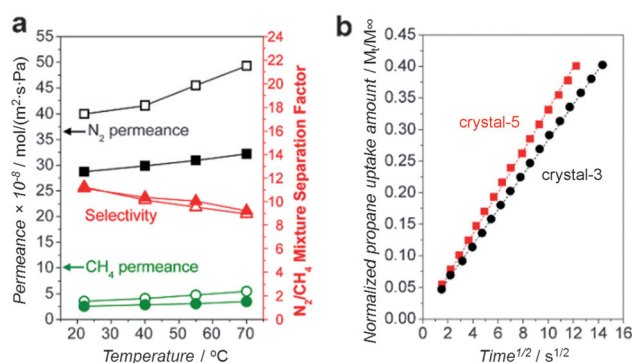 a
Permeance × 10⁻⁸ / mol/(m²·s·Pa)
55
50
45
40
35
30
25
20
15
10
5
0
N₂ permeance
Selectivity
CH₄ permeance
24
22
20
18
16
14
12
10
8
6
4
2
0
N₂/CH₄ Mixture Separation Factor
20 30 40 50 60 70
Temperature / °C
b
Normalized propane uptake amount / Mₜ/M∞
0.45
0.40
0.35
0.30
0.25
0.20
0.15
0.10
0.05
0.00
crystal-5
crystal-3
0 2 4 6 8 10 12 14 16
Time¹ᐟ² / s¹ᐟ²